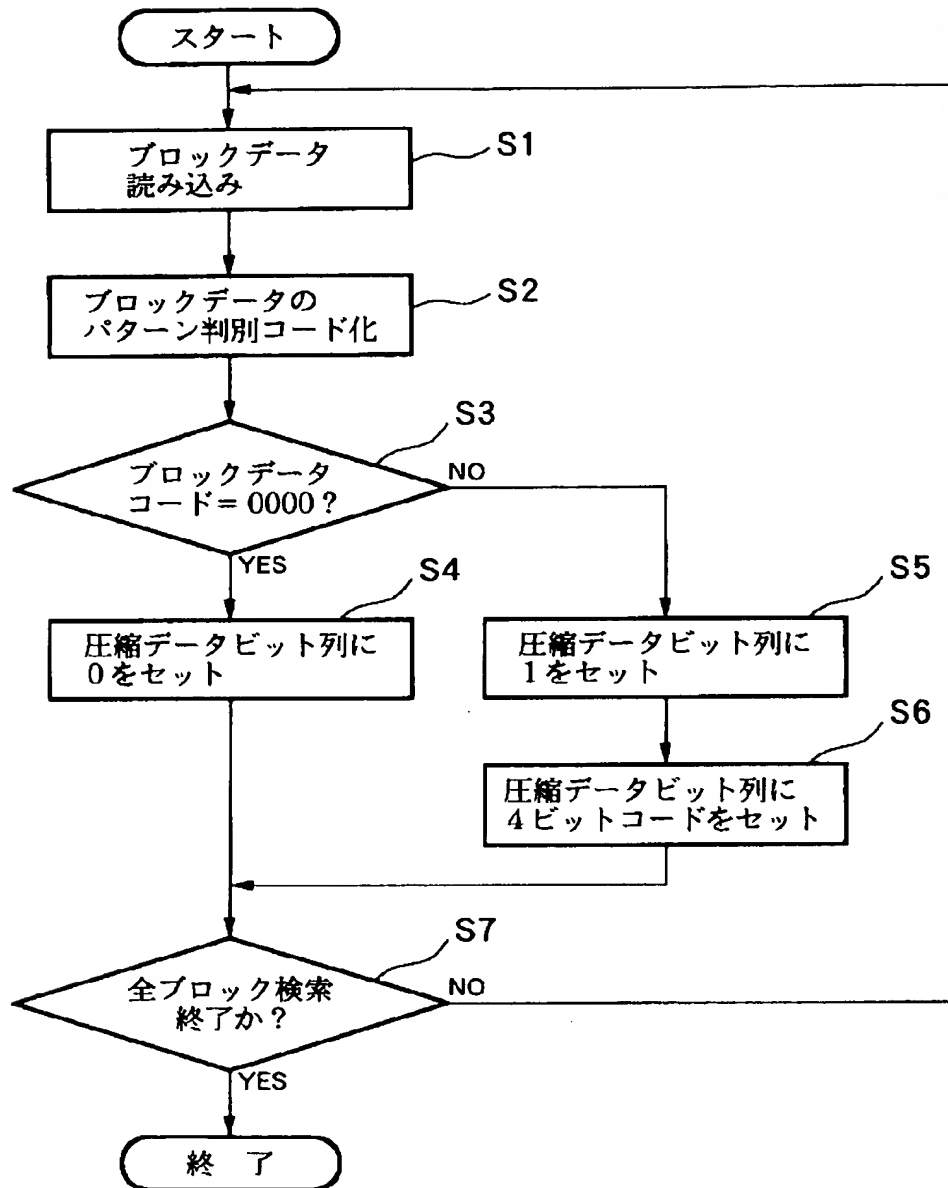 スタート
ブロックデータ
読み込み
S1
ブロックデータの
パターン判別コード化
S2
ブロックデータ
コード=0000?
S3
NO
YES
圧縮データビット列に
0をセット
S4
圧縮データビット列に
1をセット
S5
圧縮データビット列に
4ビットコードをセット
S6
全ブロック検索
終了か?
S7
NO
YES
終 了